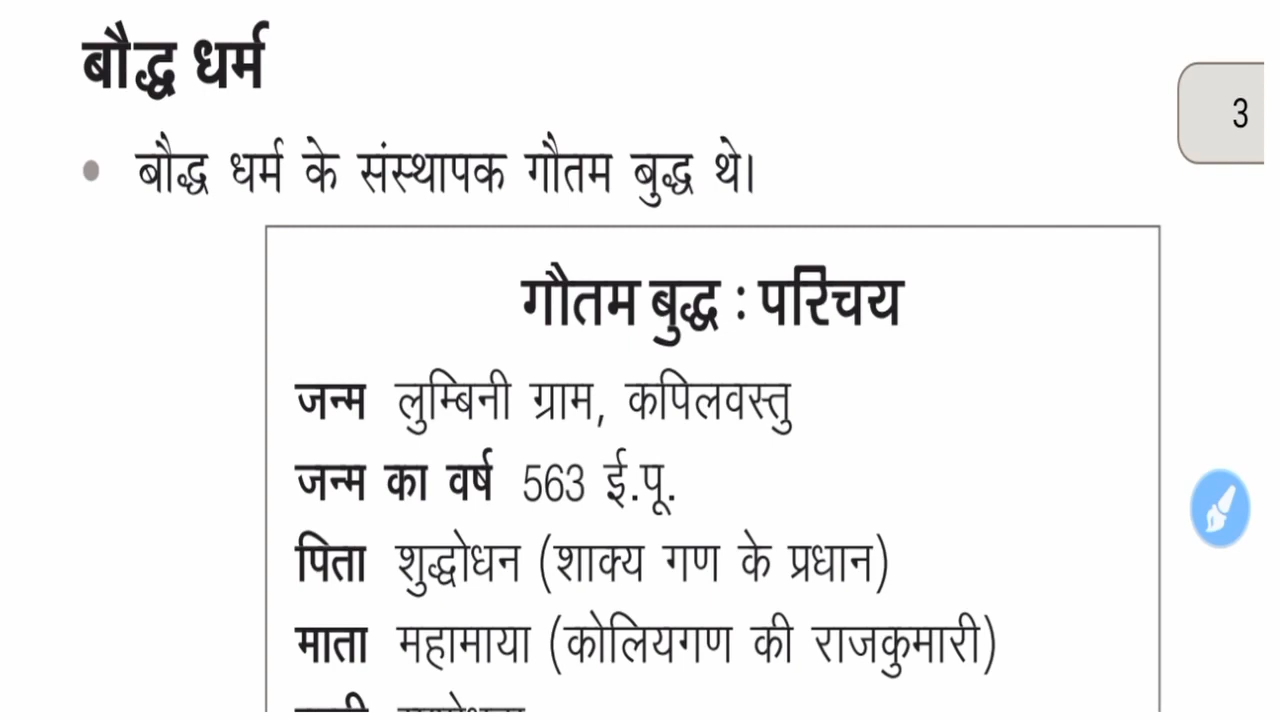 बौद्ध धर्म
3
• बौद्ध धर्म के संस्थापक गौतम बुद्ध थे।
गौतम बुद्ध : परिचय
जन्म लुम्बिनी ग्राम, कपिलवस्तु
जन्म का वर्ष 563 ई.पू.
पिता शुद्धोधन (शाक्य गण के प्रधान)
माता महामाया (कोलियगण की राजकुमारी)